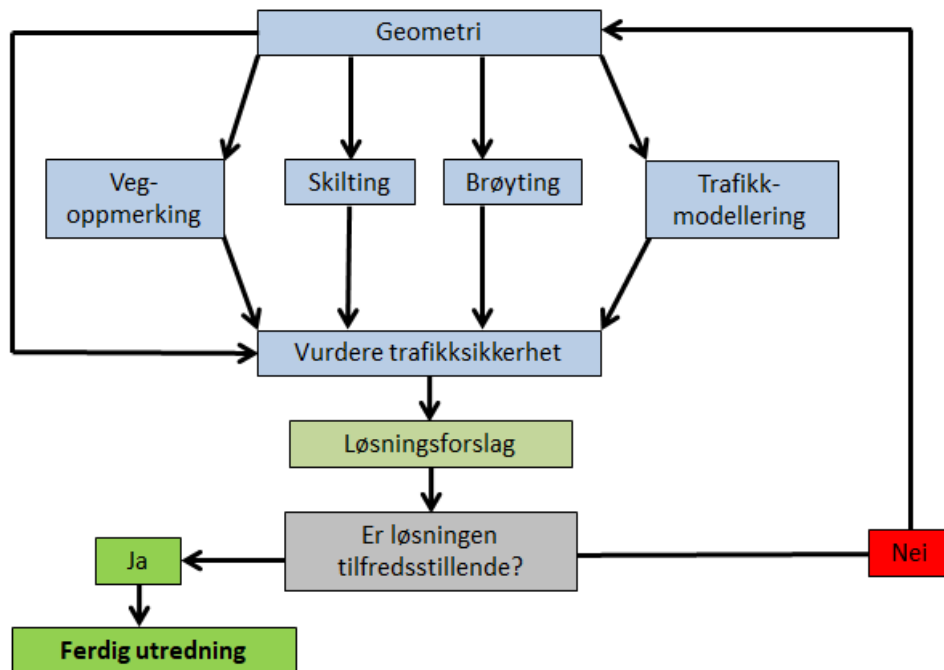 Geometri
Veg-
oppmerking
Skilting
Brøyting
Trafikk-
modellering
Vurdere trafikksikkerhet
Løsningsforslag
Er løsningen
tilfredsstillende?
Ja
Nei
Ferdig utredning